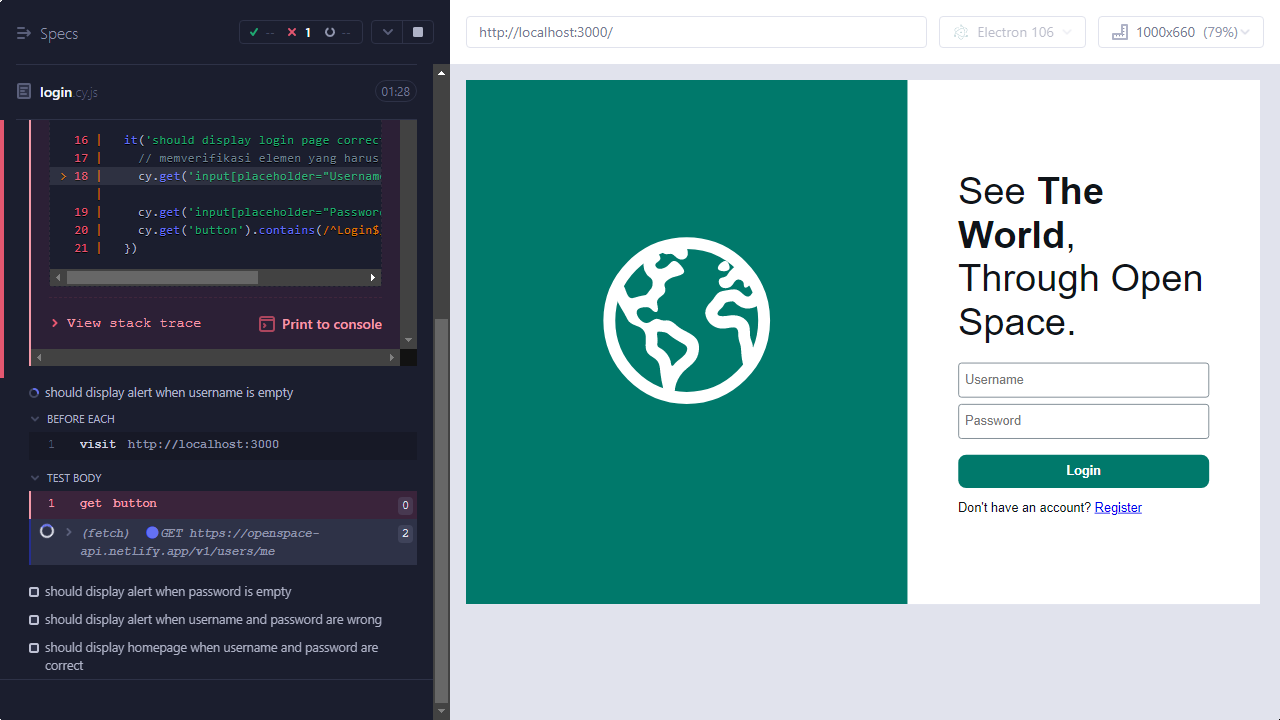 Specs
--
1
--
login.cy.js
01:28
16 | it('should display login page correc
17 | // memverifikasi elemen yang harus
> 18 | cy.get('input[placeholder="Username
|
19 | cy.get('input[placeholder="Password
20 | cy.get('button').contains(/^Login$
21 | })
View stack trace
Print to console
should display alert when username is empty
BEFORE EACH
1 visit http://localhost:3000
TEST BODY
1 get button 0
(fetch) GET https://openspace-
api.netlify.app/v1/users/me
2
should display alert when password is empty
should display alert when username and password are wrong
should display homepage when username and password are
correct
http://localhost:3000/
Electron 106
1000x660 (79%)
See The
World,
Through Open
Space.
Username
Password
Login
Don't have an account? Register